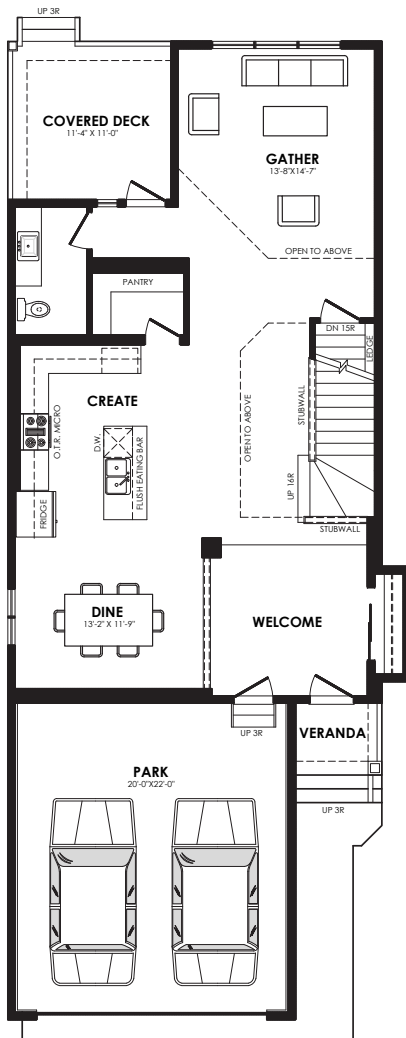 UP 3R
COVERED DECK
11'-4" X 11'-0"
GATHER
13'-8"X14'-7"
OPEN TO ABOVE
PANTRY
DN 15R
LEDGE
CREATE
O.T.R. MICRO
D.W.
FLUSH EATING BAR
OPEN TO ABOVE
STUBWALL
UP 16R
FRIDGE
STUBWALL
DINE
13'-2" X 11'-9"
WELCOME
UP 3R
VERANDA
PARK
20'-0"X22'-0"
UP 3R